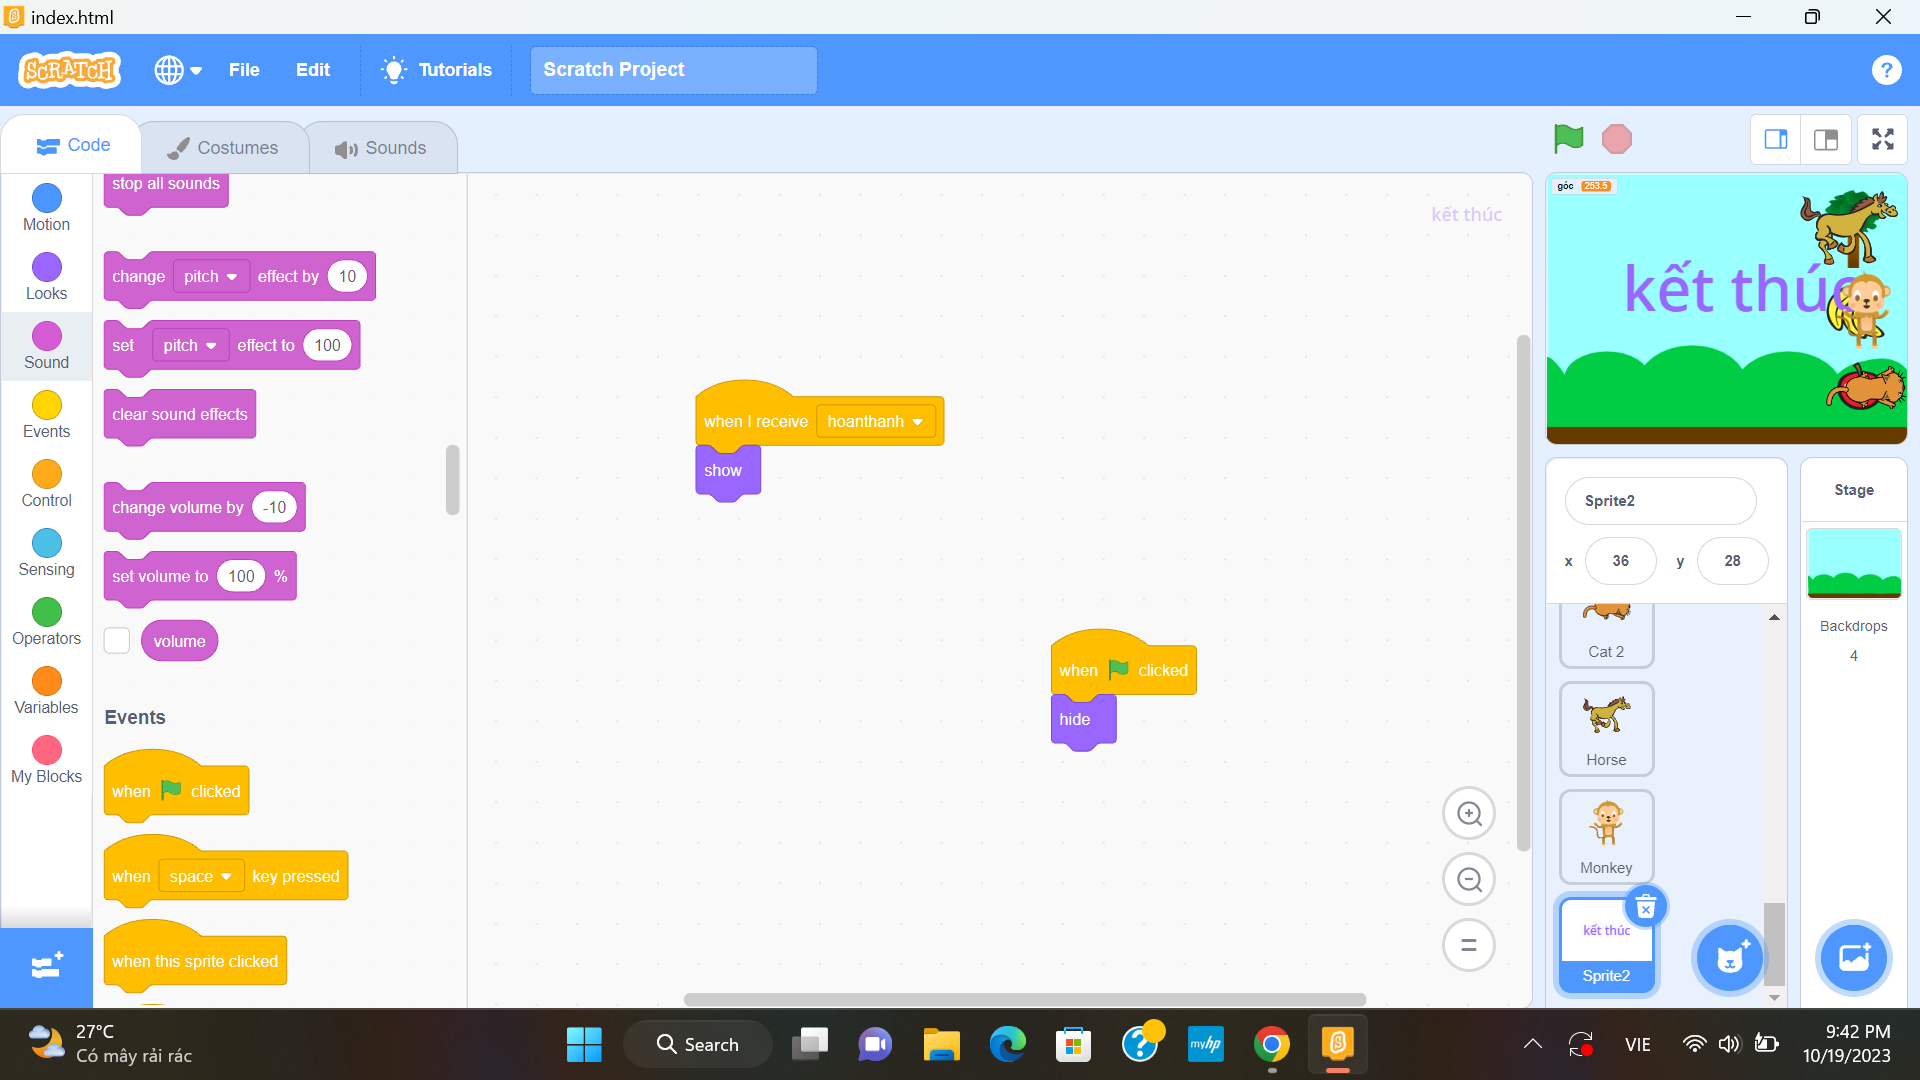 index.html
SCRATCH
File
Edit
Tutorials
Scratch Project
?
Code
Costumes
Sounds
Motion
Looks
Sound
Events
Control
Sensing
Operators
Variables
My Blocks
stop all sounds
change pitch effect by 10
set pitch effect to 100
clear sound effects
change volume by -10
set volume to 100 %
volume
Events
when clicked
when space key pressed
when this sprite clicked
kết thúc
when I receive hoanthanh
show
when clicked
hide
góc 253.5
kết thúc
Sprite2
x 36 y 28
Cat 2
Horse
Monkey
kết thúc
Sprite2
Stage
Backdrops
4
27°C
Có mây rải rác
Search
myhp
VIE
9:42 PM
10/19/2023